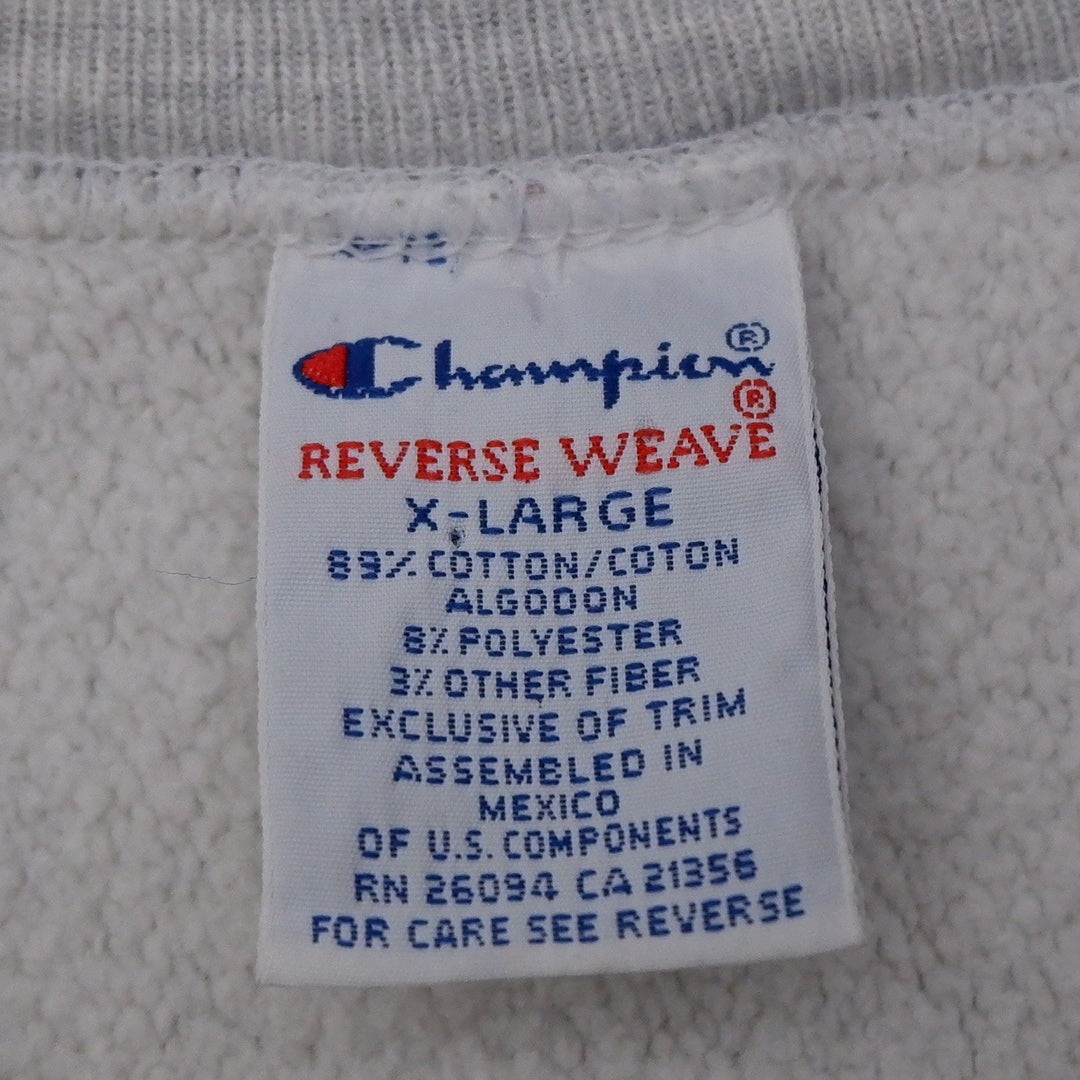 Champion®
REVERSE WEAVE®
X-LARGE
89% COTTON/COTON
ALGODON
8% POLYESTER
3% OTHER FIBER
EXCLUSIVE OF TRIM
ASSEMBLED IN
MEXICO
OF U.S. COMPONENTS
RN 26094 CA 21356
FOR CARE SEE REVERSE